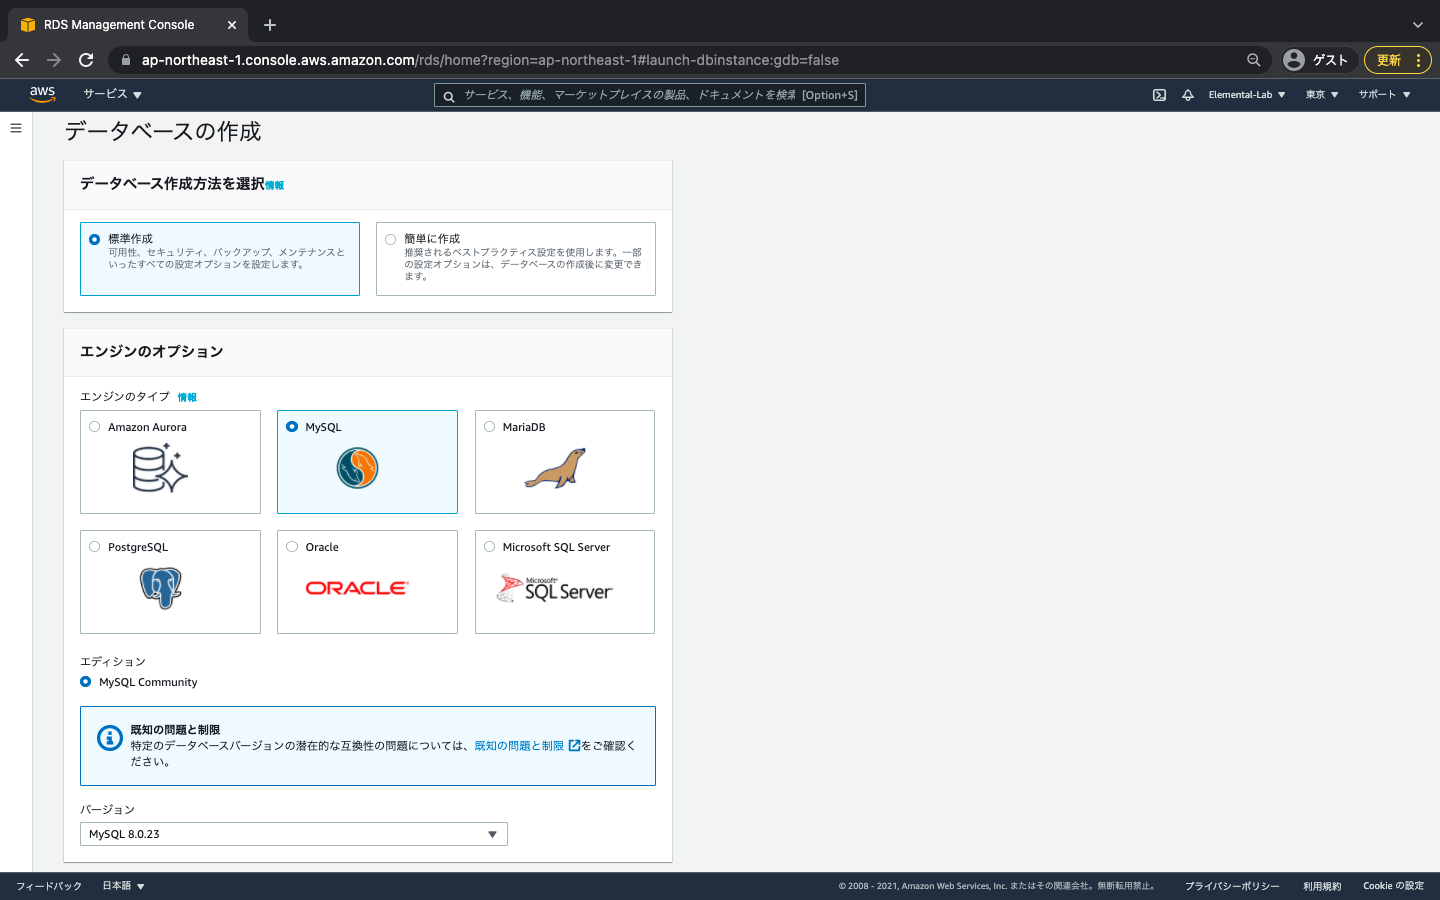 RDS Management Console
ap-northeast-1.console.aws.amazon.com/rds/home?region=ap-northeast-1#launch-dbinstance:gdb=false
ゲスト
更新
aws
サービス
サービス、機能、マーケットプレイスの製品、ドキュメントを検索 [Option+S]
Elemental-Lab
東京
サポート
データベースの作成
データベース作成方法を選択 情報
標準作成
可用性、セキュリティ、バックアップ、メンテナンスと
いったすべての設定オプションを設定します。
簡単に作成
推奨されるベストプラクティス設定を使用します。一部
の設定オプションは、データベースの作成後に変更でき
ます。
エンジンのオプション
エンジンのタイプ 情報
Amazon Aurora
MySQL
MariaDB
PostgreSQL
Oracle
ORACLE
Microsoft SQL Server
Microsoft
SQL Server
エディション
MySQL Community
既知の問題と制限
特定のデータベースバージョンの潜在的な互換性の問題については、既知の問題と制限 をご確認く
ださい。
バージョン
MySQL 8.0.23
フィードバック
日本語
© 2008 - 2021, Amazon Web Services, Inc. またはその関連会社。無断転用禁止。
プライバシーポリシー
利用規約
Cookie の設定